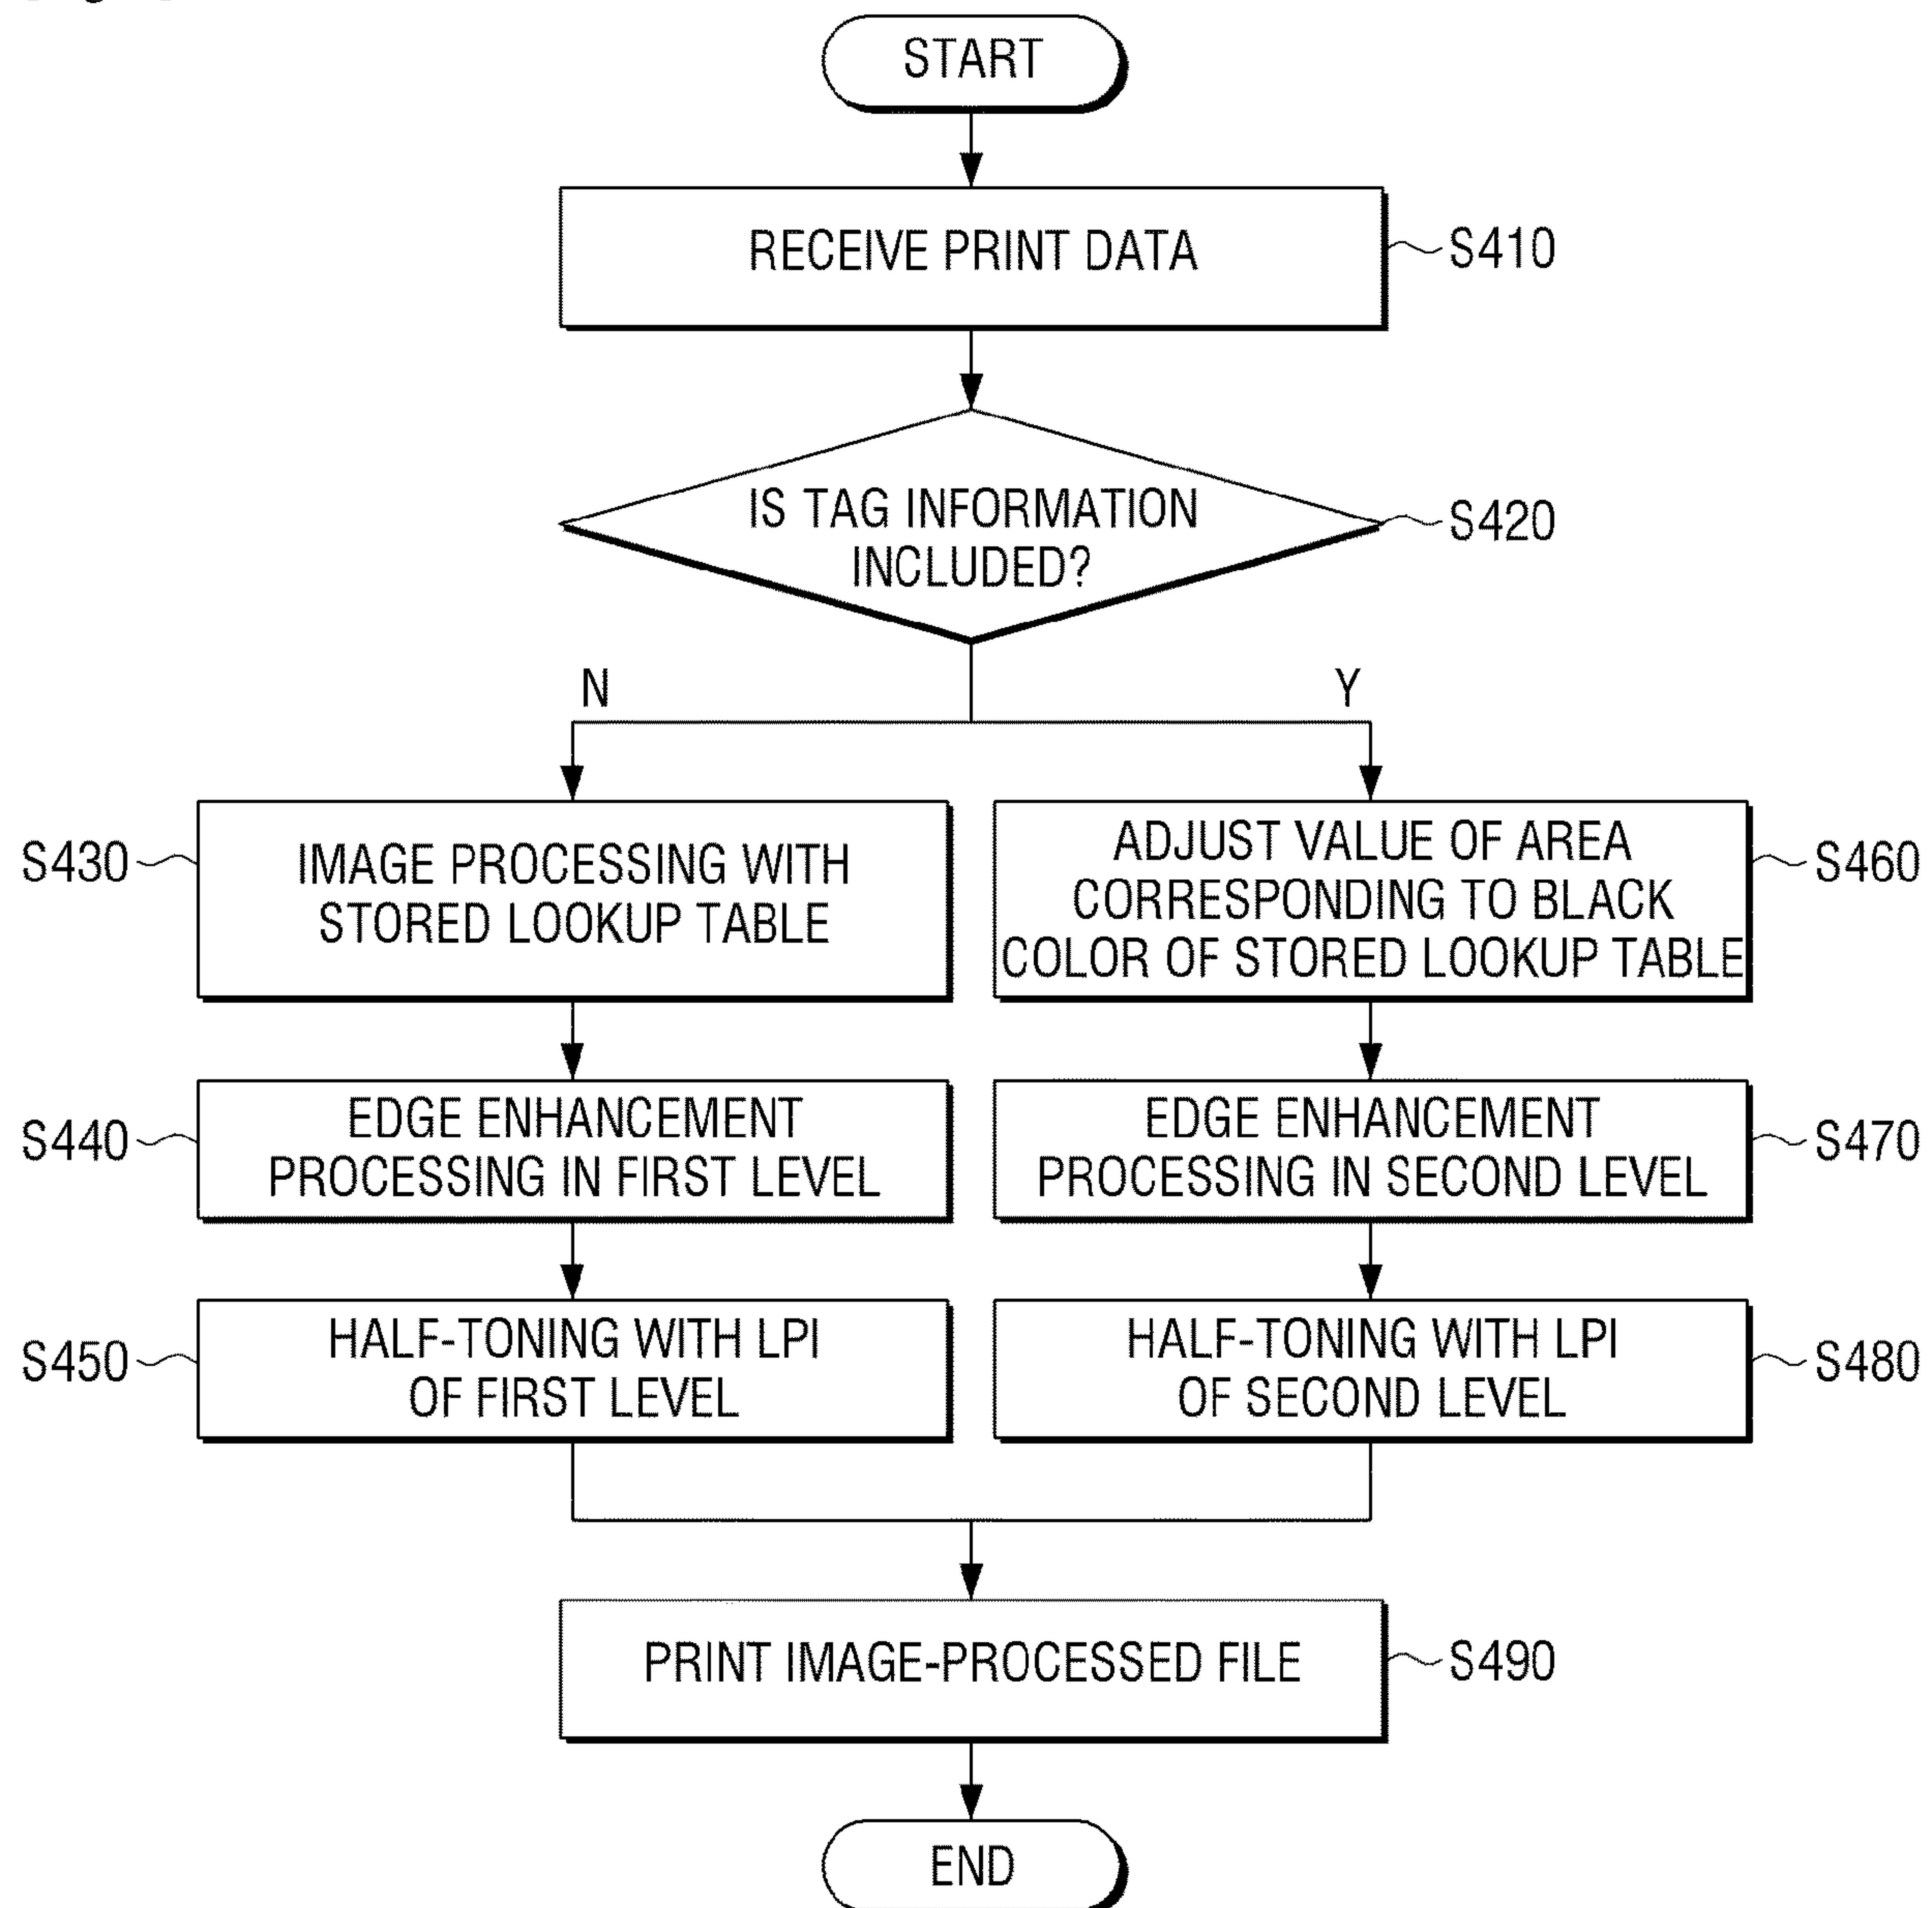 START
RECEIVE PRINT DATA
S410
IS TAG INFORMATION
INCLUDED?
S420
N
Y
S430
IMAGE PROCESSING WITH
STORED LOOKUP TABLE
ADJUST VALUE OF AREA
CORRESPONDING TO BLACK
COLOR OF STORED LOOKUP TABLE
S460
S440
EDGE ENHANCEMENT
PROCESSING IN FIRST LEVEL
EDGE ENHANCEMENT
PROCESSING IN SECOND LEVEL
S470
S450
HALF-TONING WITH LPI
OF FIRST LEVEL
HALF-TONING WITH LPI
OF SECOND LEVEL
S480
PRINT IMAGE-PROCESSED FILE
S490
END